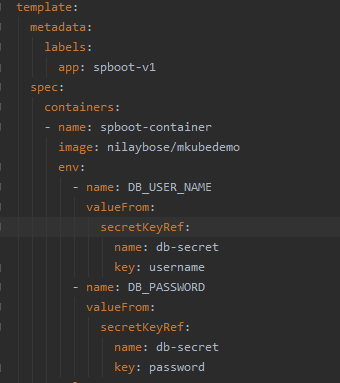 template:
  metadata:
    labels:
      app: spboot-v1
  spec:
    containers:
    - name: spboot-container
      image: nilaybose/mkubedemo
      env:
        - name: DB_USER_NAME
          valueFrom:
            secretKeyRef:
              name: db-secret
              key: username
        - name: DB_PASSWORD
          valueFrom:
            secretKeyRef:
              name: db-secret
              key: password